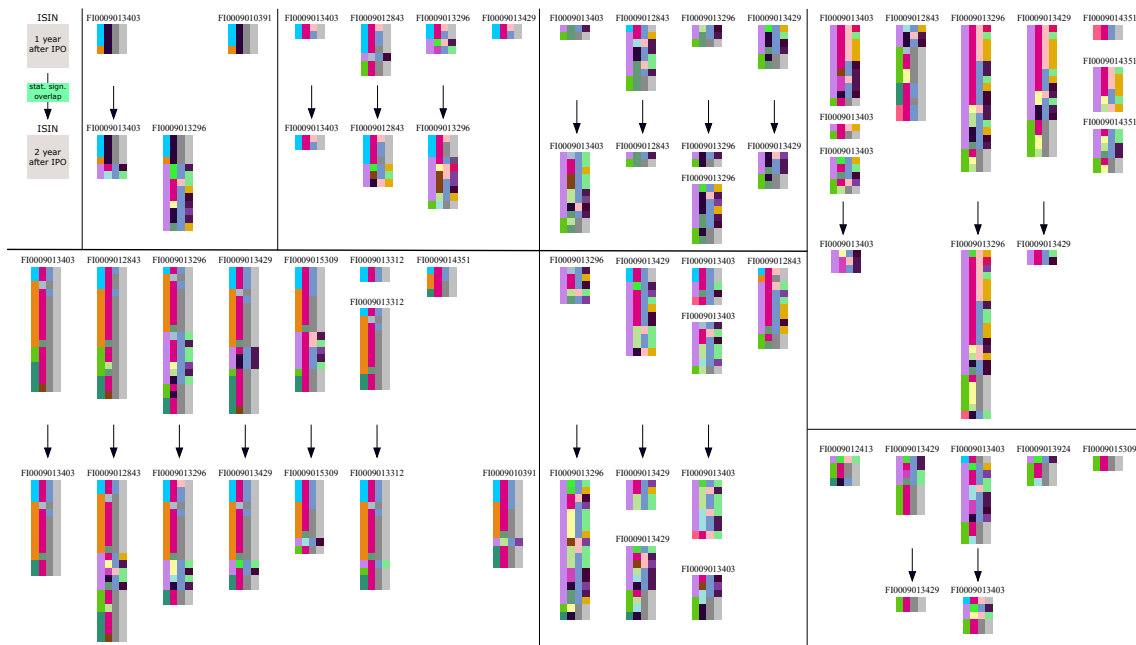 ISIN
1 year
after IPO
stat. sign.
overlap
ISIN
2 year
after IPO
FI0009013403
FI0009010391
FI0009013403
FI0009013296
FI0009013403
FI0009012843
FI0009013296
FI0009013429
FI0009013403
FI0009012843
FI0009013296
FI0009013403
FI0009012843
FI0009013296
FI0009013429
FI0009013403
FI0009012843
FI0009013296
FI0009013429
FI0009013296
FI0009013403
FI0009012843
FI0009013296
FI0009013429
FI0009014351
FI0009014351
FI0009013403
FI0009014351
FI0009013403
FI0009013403
FI0009013296
FI0009013429
FI0009013403
FI0009012843
FI0009013296
FI0009013429
FI0009015309
FI0009013312
FI0009014351
FI0009013312
FI0009013403
FI0009012843
FI0009013296
FI0009013429
FI0009015309
FI0009013312
FI0009010391
FI0009013296
FI0009013429
FI0009013403
FI0009012843
FI0009013403
FI0009013296
FI0009013429
FI0009013403
FI0009013429
FI0009013403
FI0009012413
FI0009013429
FI0009013403
FI0009013924
FI0009015309
FI0009013429
FI0009013403